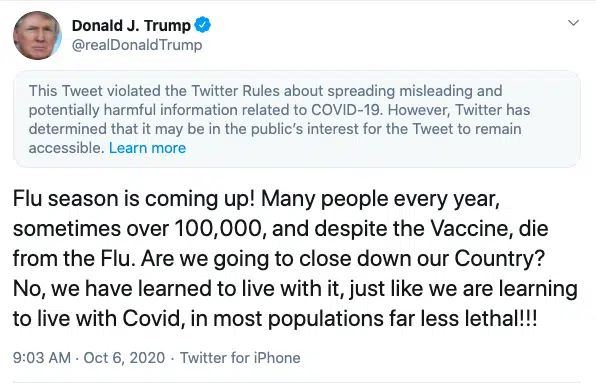 Donald J. Trump
@realDonaldTrump
This Tweet violated the Twitter Rules about spreading misleading and
potentially harmful information related to COVID-19. However, Twitter has
determined that it may be in the public’s interest for the Tweet to remain
accessible. Learn more
Flu season is coming up! Many people every year,
sometimes over 100,000, and despite the Vaccine, die
from the Flu. Are we going to close down our Country?
No, we have learned to live with it, just like we are learning
to live with Covid, in most populations far less lethal!!!
9:03 AM · Oct 6, 2020 · Twitter for iPhone